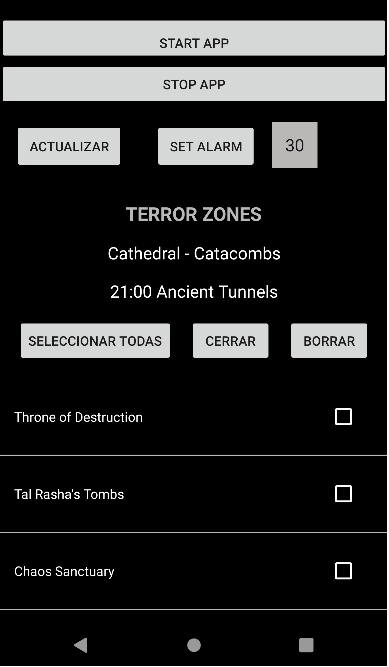 START APP
STOP APP
ACTUALIZAR SET ALARM 30
TERROR ZONES
Cathedral - Catacombs
21:00 Ancient Tunnels
SELECCIONAR TODAS CERRAR BORRAR
Throne of Destruction
Tal Rasha's Tombs
Chaos Sanctuary